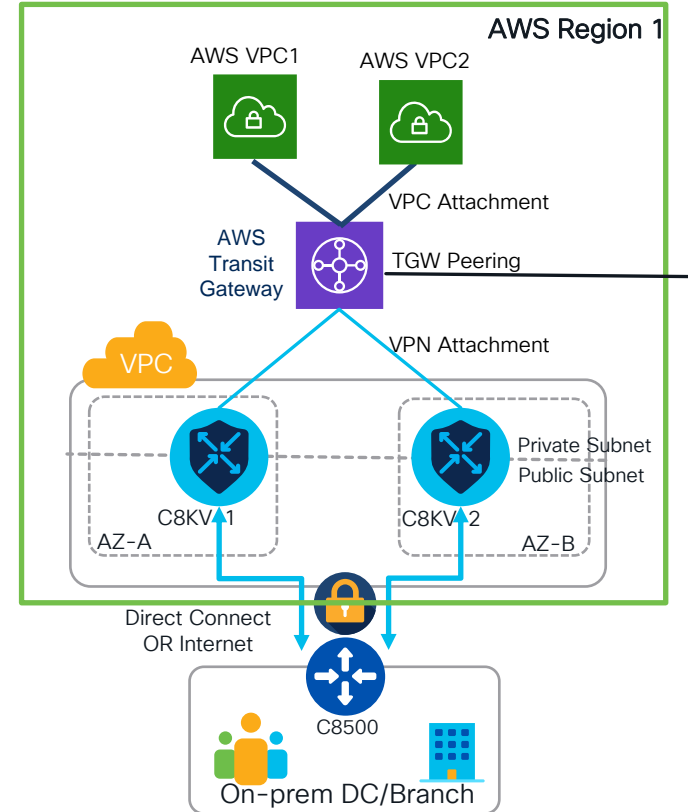 AWS Region 1
AWS VPC1
AWS VPC2
VPC Attachment
AWS
Transit
Gateway
TGW Peering
VPN Attachment
VPC
Private Subnet
Public Subnet
C8KV-1
C8KV-2
AZ-A
AZ-B
Direct Connect
OR Internet
C8500
On-prem DC/Branch